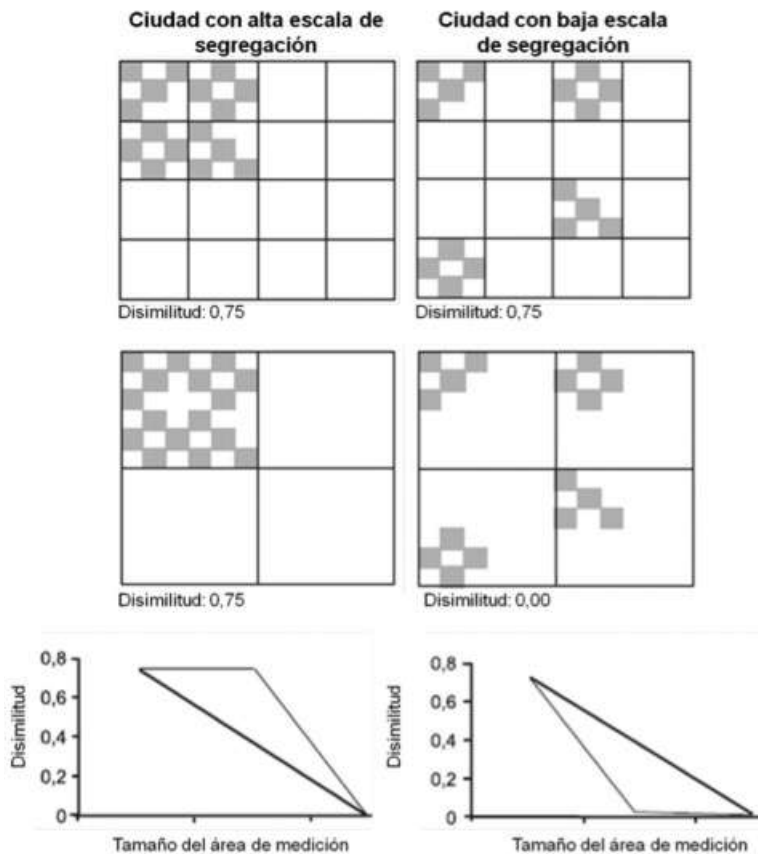 Ciudad con alta escala de
segregación
Ciudad con baja escala
de segregación
Disimilitud: 0,75
Disimilitud: 0,75
Disimilitud: 0,75
Disimilitud: 0,00
Disimilitud
0,8
0,6
0,4
0,2
0
Tamaño del área de medición
Disimilitud
0,8
0,6
0,4
0,2
0
Tamaño del área de medición